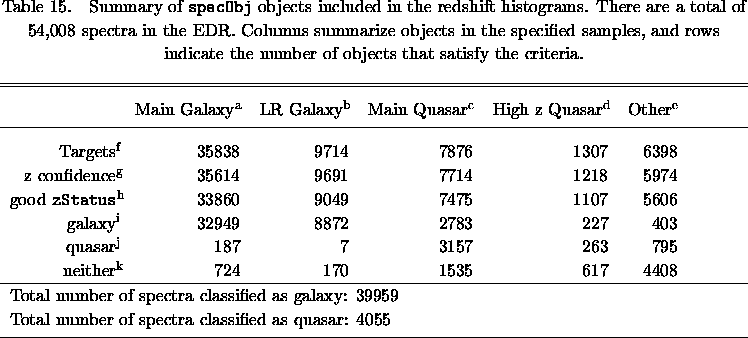 Table 15. Summary of specObj objects included in the redshift histograms. There are a total of
54,008 spectra in the EDR. Columns summarize objects in the specified samples, and rows
indicate the number of objects that satisfy the criteria.
Main Galaxy^a LR Galaxy^b Main Quasar^c High z Quasar^d Other^e
Targets^f 35838 9714 7876 1307 6398
z confidence^g 35614 9691 7714 1218 5974
good zStatus^h 33860 9049 7475 1107 5606
galaxy^i 32949 8872 2783 227 403
quasar^j 187 7 3157 263 795
neither^k 724 170 1535 617 4408
Total number of spectra classified as galaxy: 39959
Total number of spectra classified as quasar: 4055